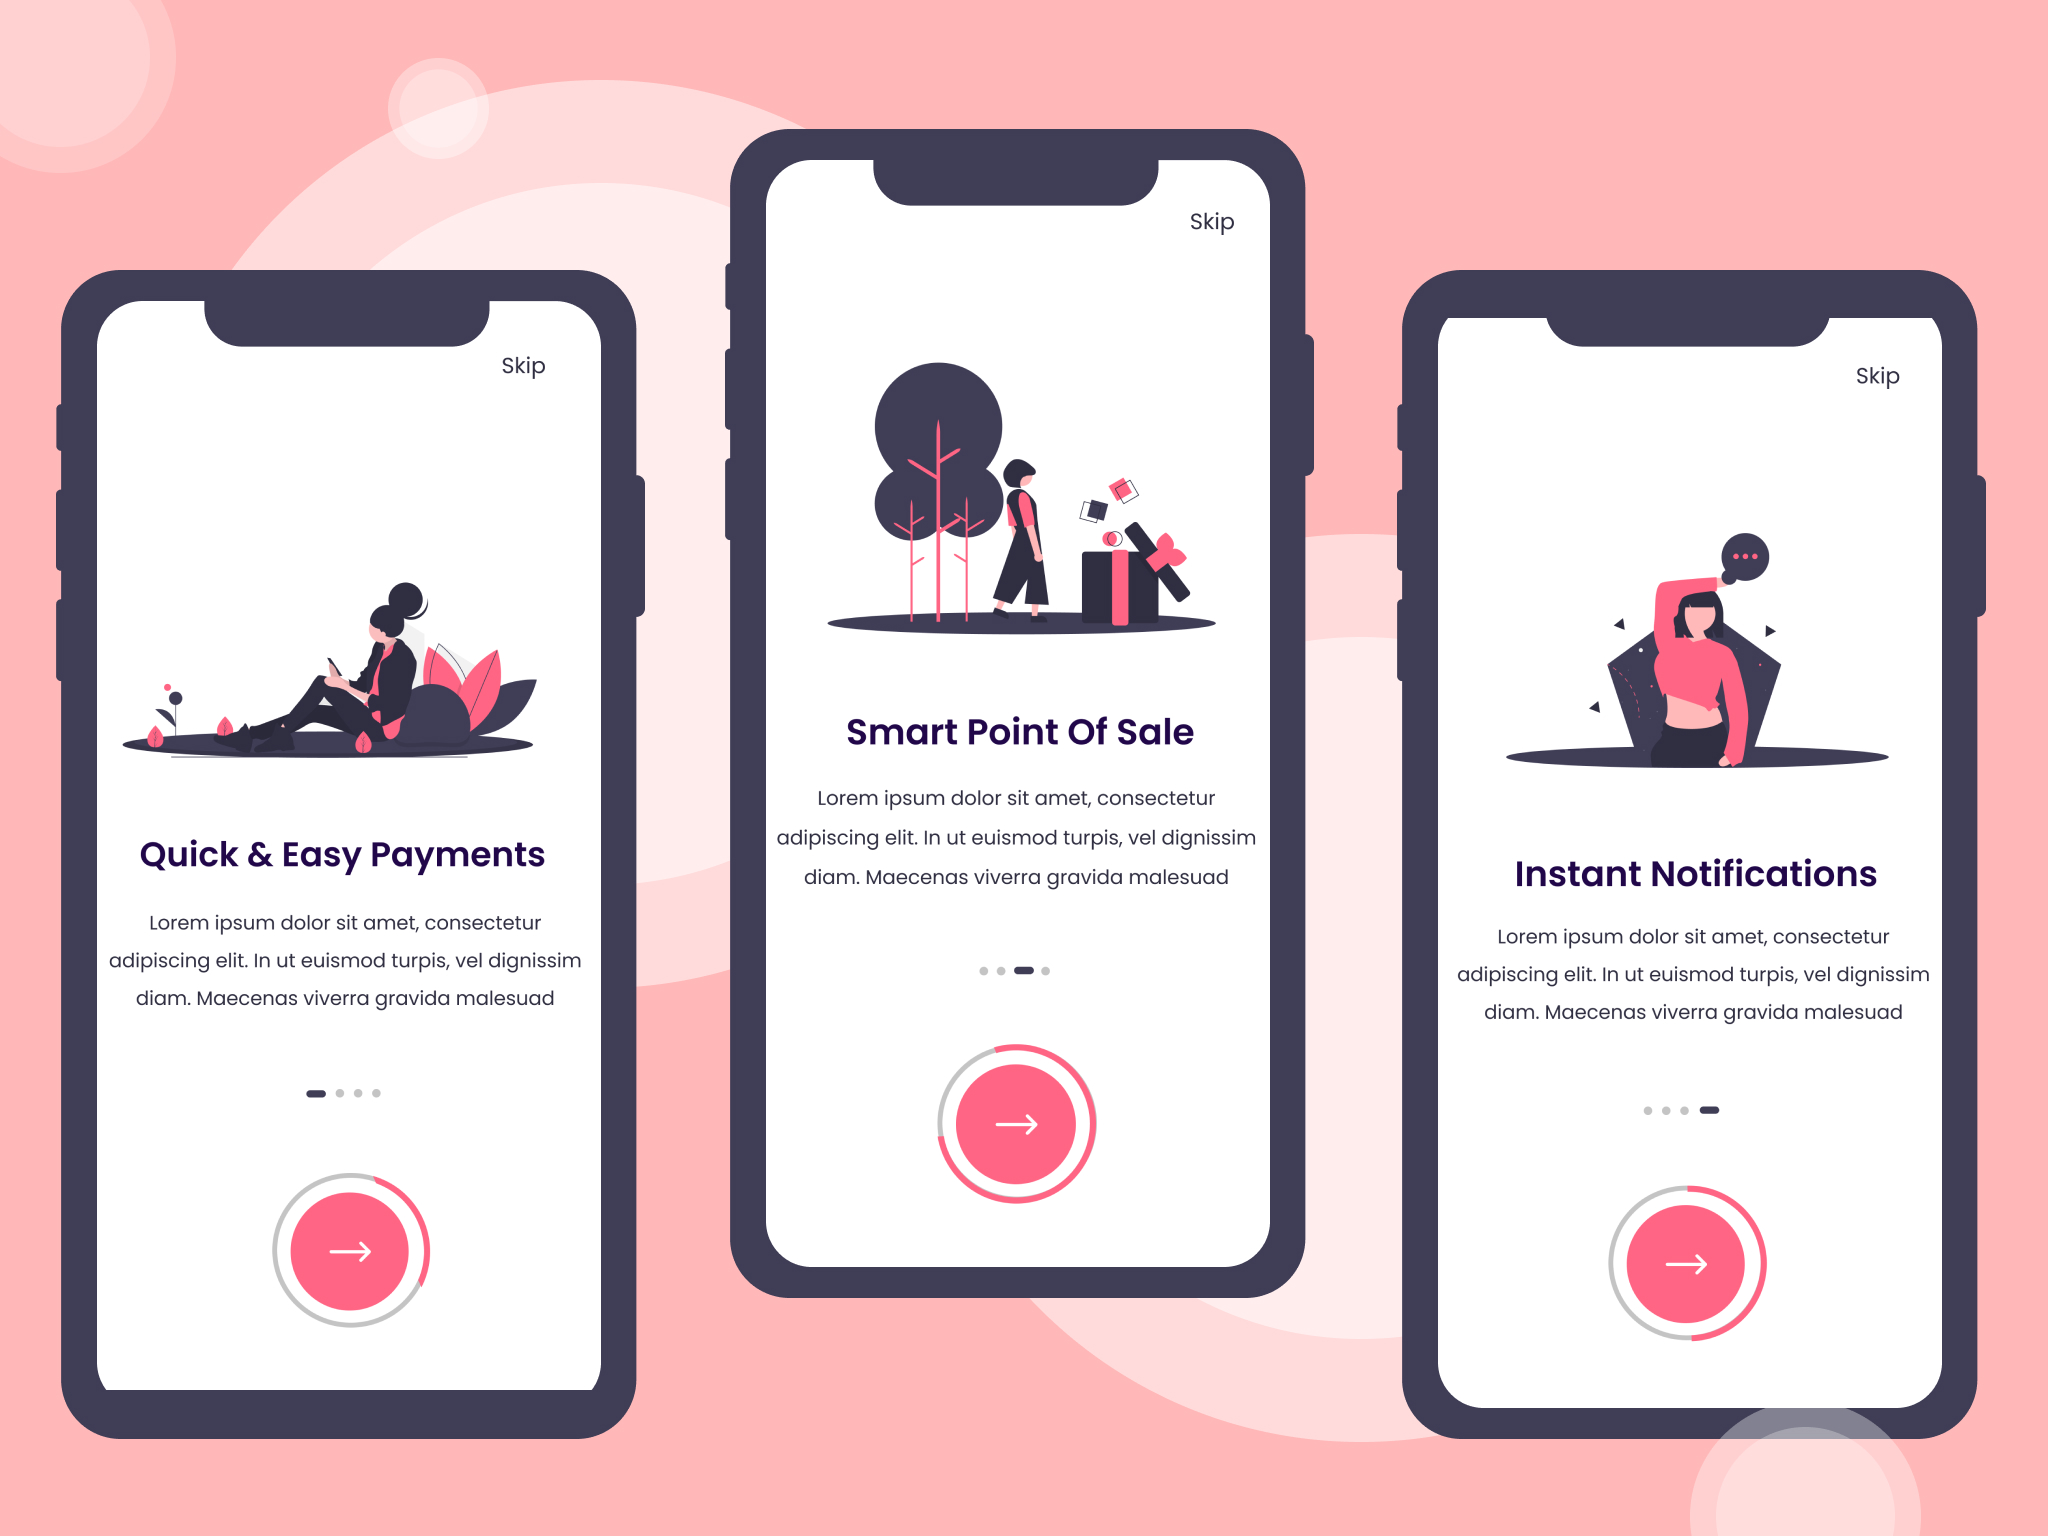 Skip
Quick & Easy Payments
Lorem ipsum dolor sit amet, consectetur
adipiscing elit. In ut euismod turpis, vel dignissim
diam. Maecenas viverra gravida malesuad
Skip
Smart Point Of Sale
Lorem ipsum dolor sit amet, consectetur
adipiscing elit. In ut euismod turpis, vel dignissim
diam. Maecenas viverra gravida malesuad
Skip
Instant Notifications
Lorem ipsum dolor sit amet, consectetur
adipiscing elit. In ut euismod turpis, vel dignissim
diam. Maecenas viverra gravida malesuad